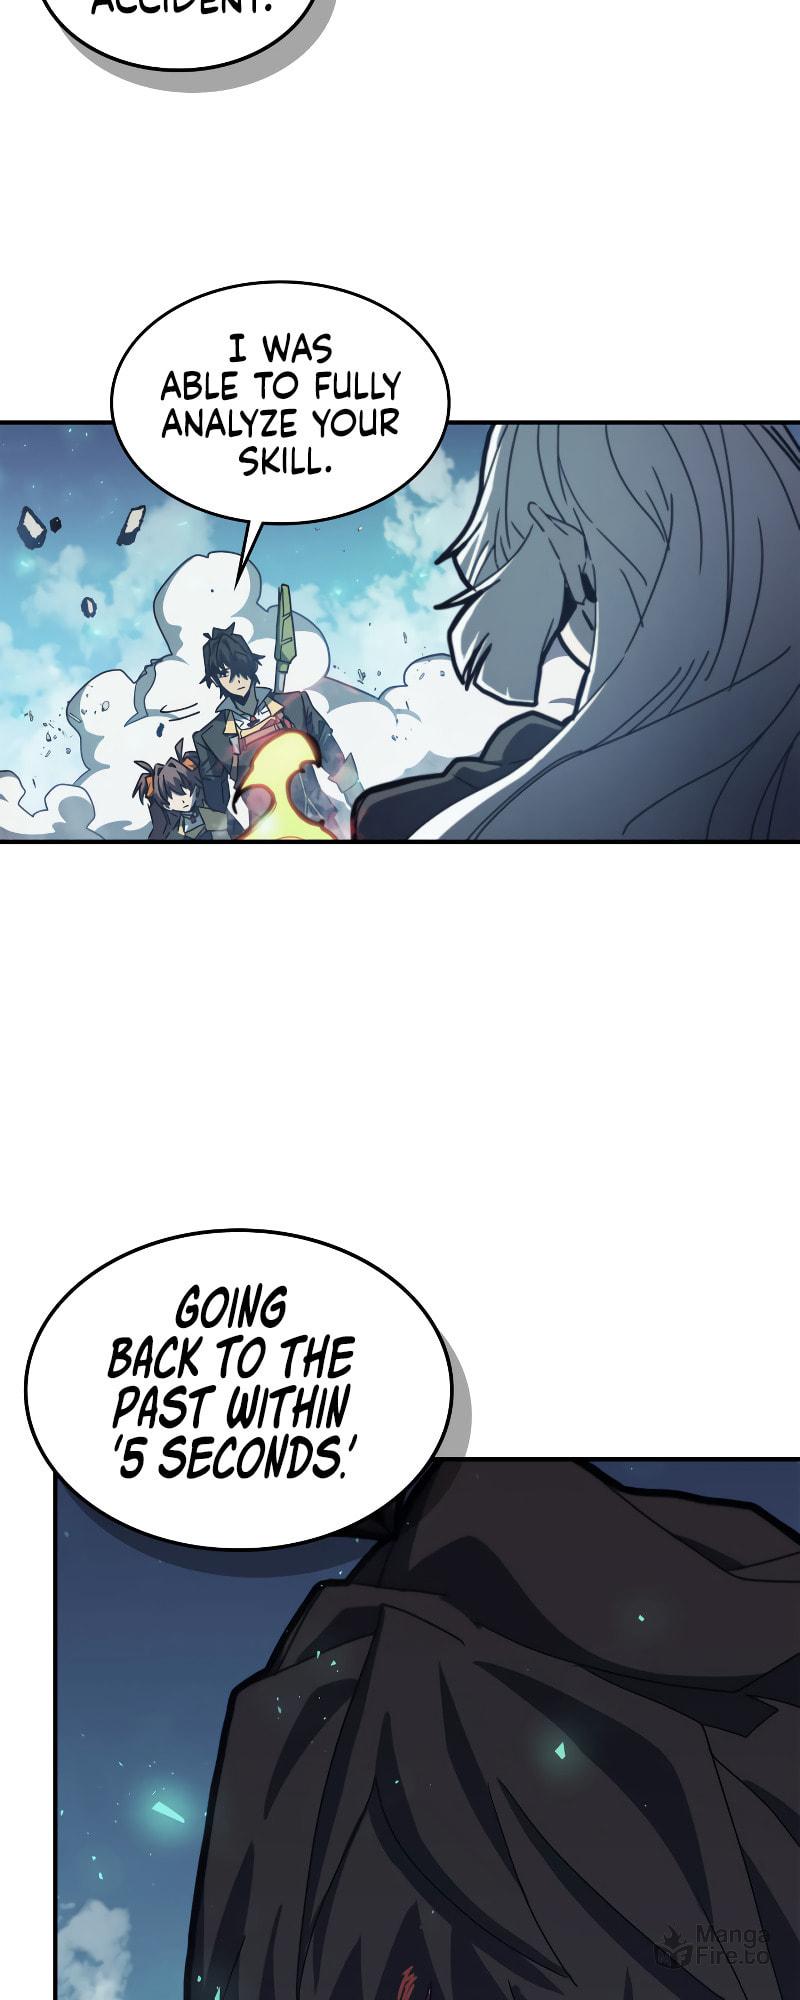 ACCIDENT.
I WAS
ABLE TO FULLY
ANALYZE YOUR
SKILL.
GOING
BACK TO THE
PAST WITHIN
'5 SECONDS.'
Manga
Fire.to